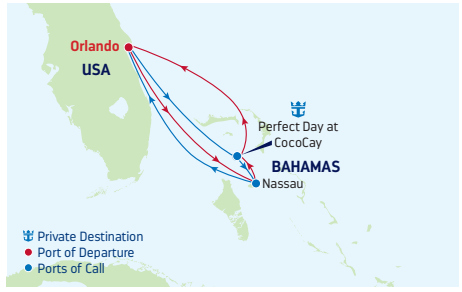 Orlando
USA
Perfect Day at
CocoCay
BAHAMAS
Nassau
Private Destination
Port of Departure
Ports of Call